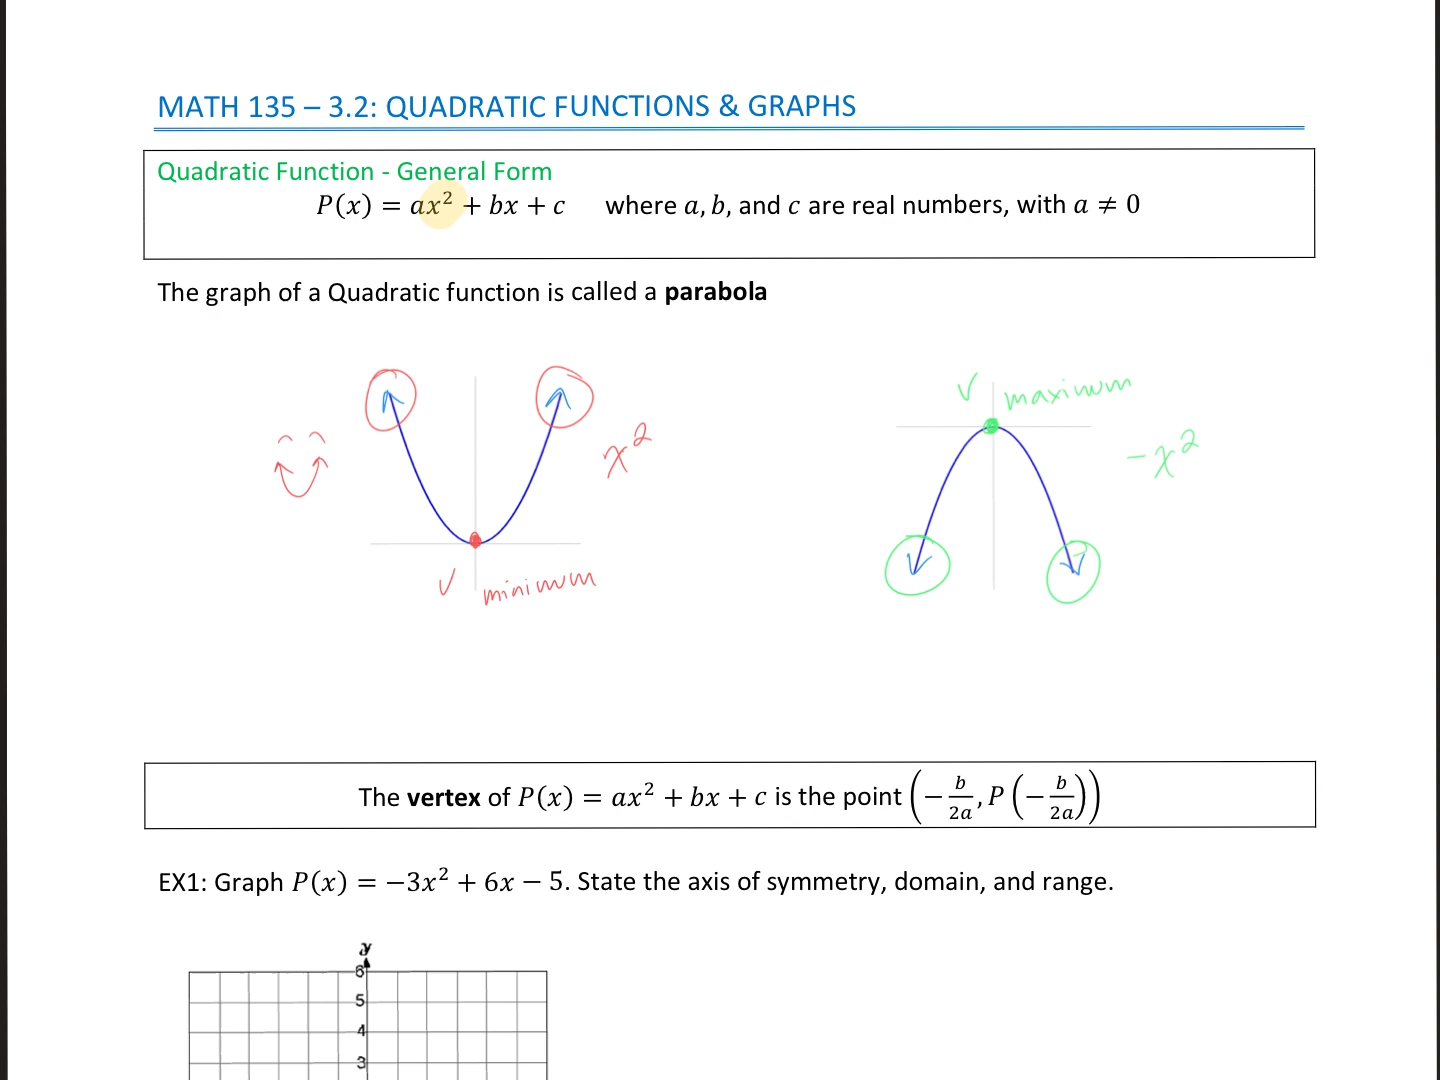 MATH 135 – 3.2: QUADRATIC FUNCTIONS & GRAPHS
Quadratic Function - General Form
P(x) = ax² + bx + c where a, b, and c are real numbers, with a ≠ 0
The graph of a Quadratic function is called a parabola
V maximum
x²
-x²
V minimum
The vertex of P(x) = ax² + bx + c is the point (−b/2a, P(−b/2a))
EX1: Graph P(x) = −3x² + 6x − 5. State the axis of symmetry, domain, and range.
y
6
5
4
3